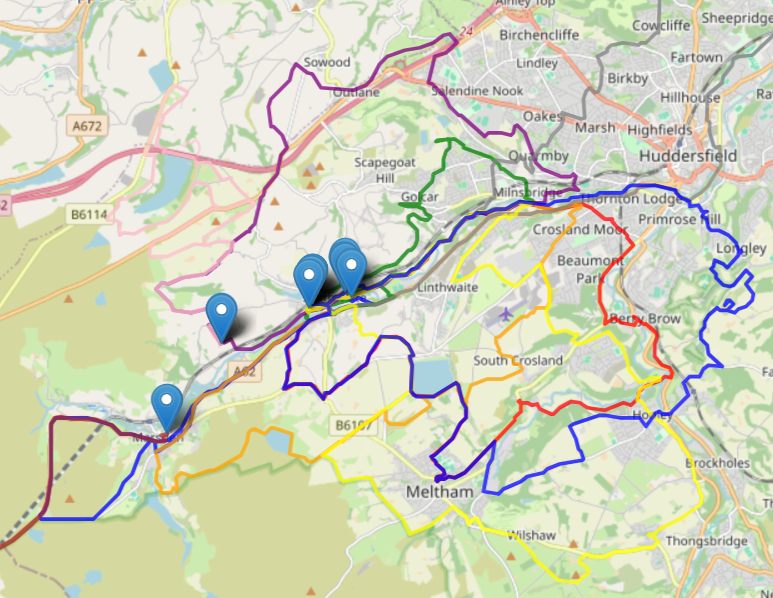 Ainley Top
24
Cowcliffe
Sheepridge
Birchencliffe
Sowood
Lindley
Fartown
Birkby
Outlane
Salendine Nook
Hillhouse
A672
Oakes
Marsh
Highfields
Quarmby
Huddersfield
Scapegoat
Hill
Golcar
Milnsbridge
Thornton Lodge
B6114
Crosland Moor
Primrose Hill
Longley
Beaumont
Park
Linthwaite
Berry Brow
A62
South Crosland
B6107
Honley
Marsden
Brockholes
Meltham
Wilshaw
Thongsbridge